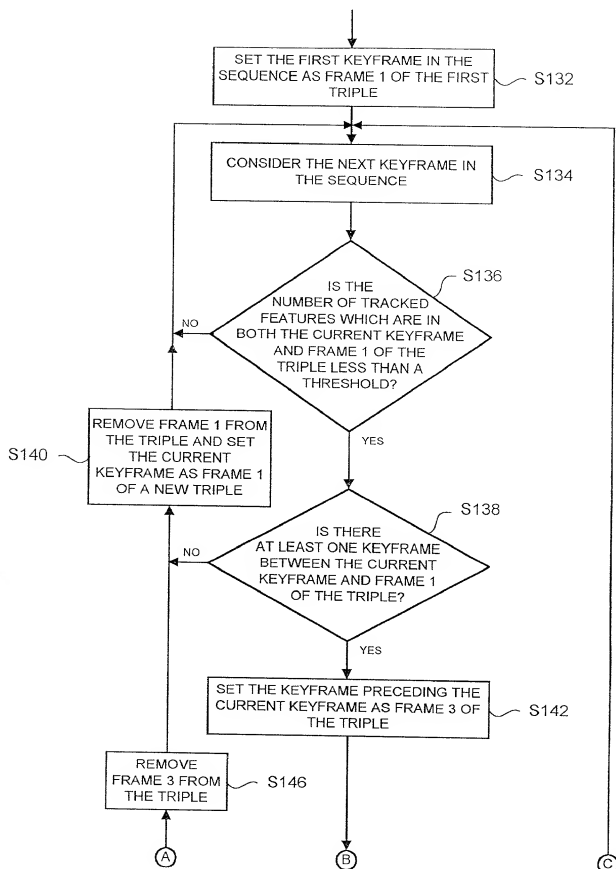 SET THE FIRST KEYFRAME IN THE
SEQUENCE AS FRAME 1 OF THE FIRST
TRIPLE
S132
CONSIDER THE NEXT KEYFRAME IN
THE SEQUENCE
S134
S136
IS THE
NUMBER OF TRACKED
FEATURES WHICH ARE IN
BOTH THE CURRENT KEYFRAME
AND FRAME 1 OF THE
TRIPLE LESS THAN A
THRESHOLD?
NO
YES
REMOVE FRAME 1 FROM
THE TRIPLE AND SET
THE CURRENT
KEYFRAME AS FRAME 1
OF A NEW TRIPLE
S140
S138
IS THERE
AT LEAST ONE KEYFRAME
BETWEEN THE CURRENT
KEYFRAME AND FRAME 1
OF THE TRIPLE?
NO
YES
SET THE KEYFRAME PRECEDING THE
CURRENT KEYFRAME AS FRAME 3 OF
THE TRIPLE
S142
REMOVE
FRAME 3 FROM
THE TRIPLE
S146
A
B
C